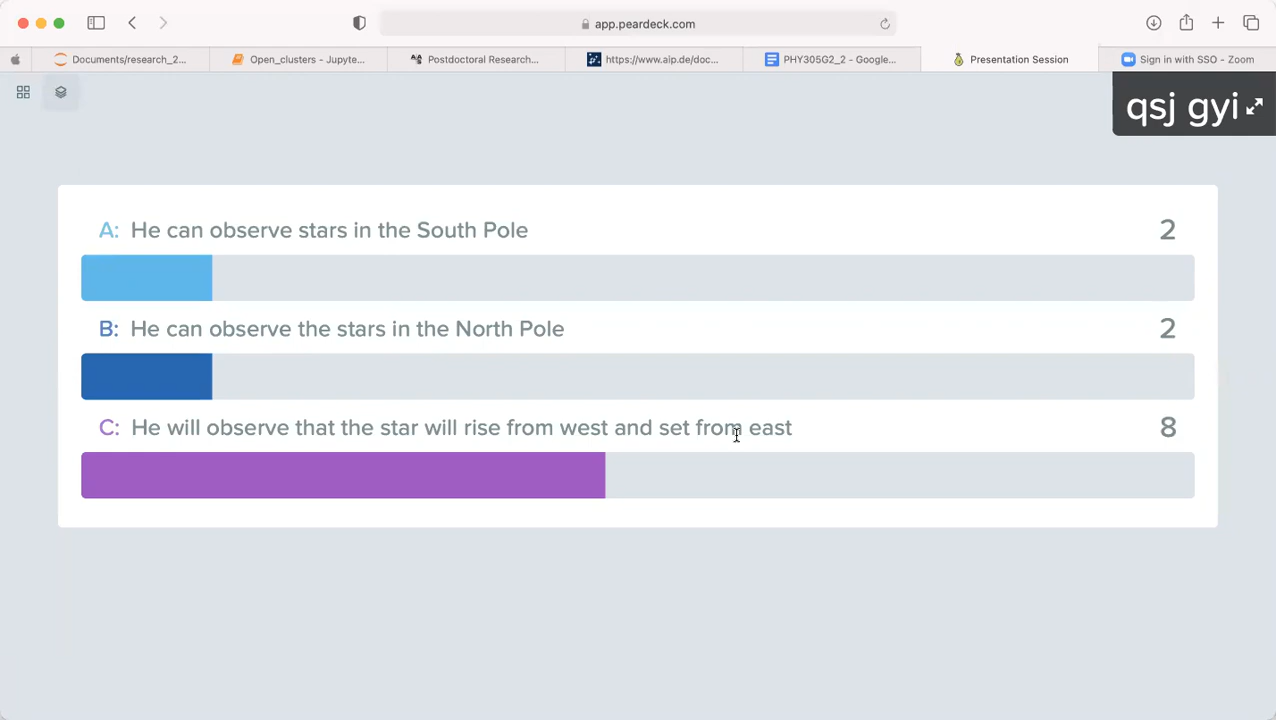 app.peardeck.com
Documents/research_2...
Open_clusters - Jupyte...
Postdoctoral Research...
https://www.aip.de/doc...
PHY305G2_2 - Google...
Presentation Session
Sign in with SSO - Zoom
qsj gyi
A: He can observe stars in the South Pole 2
B: He can observe the stars in the North Pole 2
C: He will observe that the star will rise from west and set from east 8